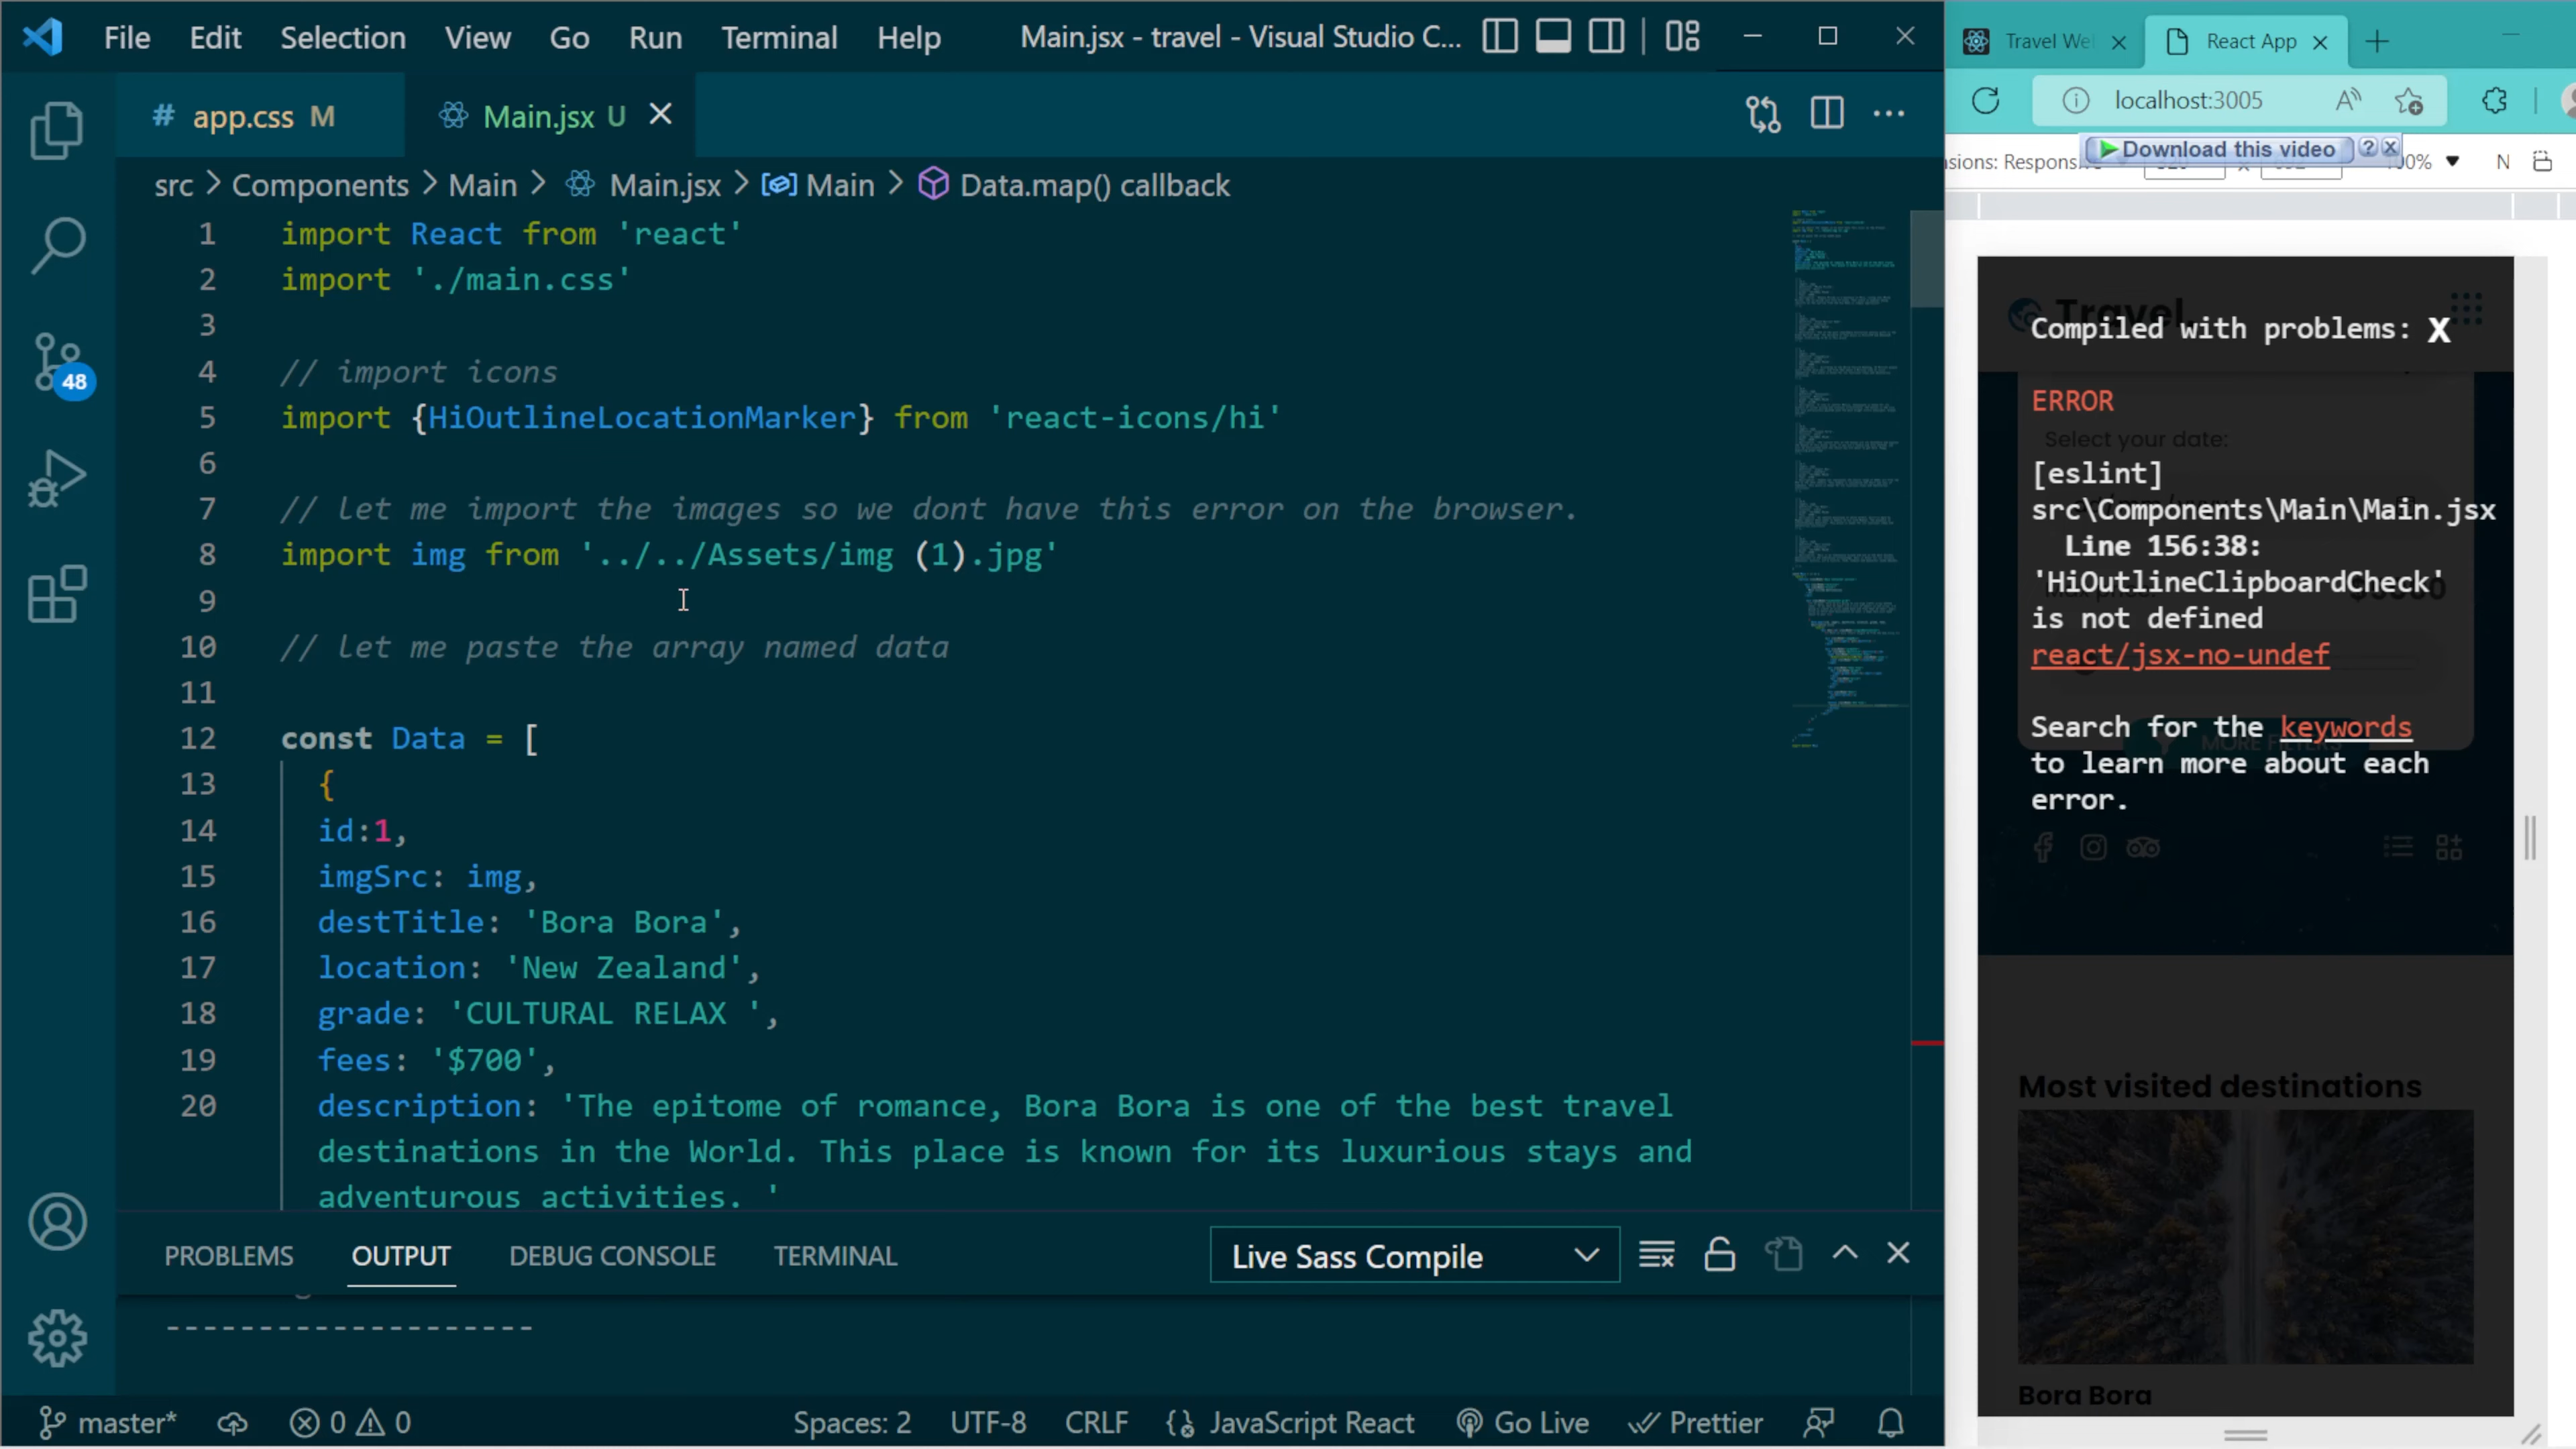 File Edit Selection View Go Run Terminal Help Main.jsx - travel - Visual Studio C...
# app.css M Main.jsx U
src > Components > Main > Main.jsx > Main > Data.map() callback
1 import React from 'react'
2 import './main.css'
3
4 // import icons
5 import {HiOutlineLocationMarker} from 'react-icons/hi'
6
7 // let me import the images so we dont have this error on the browser.
8 import img from '../../Assets/img (1).jpg'
9
10 // let me paste the array named data
11
12 const Data = [
13 {
14 id:1,
15 imgSrc: img,
16 destTitle: 'Bora Bora',
17 location: 'New Zealand',
18 grade: 'CULTURAL RELAX ',
19 fees: '$700',
20 description: 'The epitome of romance, Bora Bora is one of the best travel
destinations in the World. This place is known for its luxurious stays and
adventurous activities. '
PROBLEMS OUTPUT DEBUG CONSOLE TERMINAL Live Sass Compile
--------------------
48
master* 0 0 Spaces: 2 UTF-8 CRLF JavaScript React Go Live Prettier
Travel We React App
localhost:3005
Download this video ?
sions: Respons 0% N
Travel.
Compiled with problems: X
ERROR
Select your date:
[eslint]
src\Components\Main\Main.jsx
Line 156:38:
'HiOutlineClipboardCheck'
is not defined
react/jsx-no-undef
Search for the keywords
MORE FILTERS
to learn more about each
error.
Most visited destinations
Bora Bora